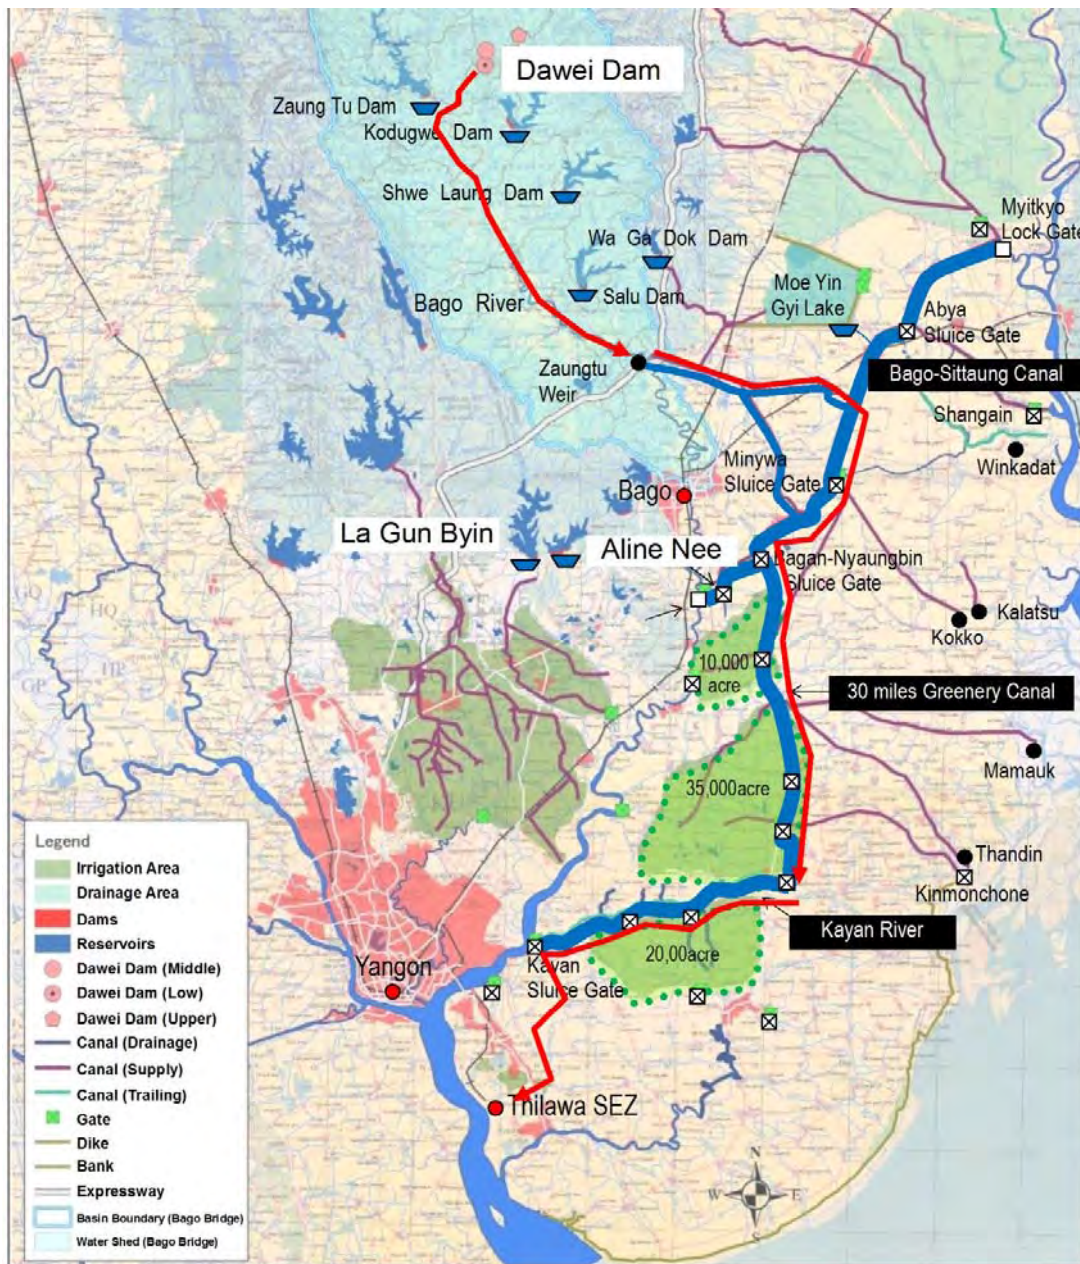 Dawei Dam
Zaung Tu Dam
Kodugwe Dam
Shwe Laung Dam
Myitkyo
Lock Gate
Wa Ga Dok Dam
Moe Yin
Gyi Lake
Bago River
Salu Dam
Abya
Sluice Gate
Zaungtu
Weir
Bago-Sittaung Canal
Shangain
Winkadat
Minywa
Sluice Gate
Bago
La Gun Byin
Aline Nee
Bagan-Nyaungbin
Sluice Gate
Kalatsu
Kokko
10,000
acre
30 miles Greenery Canal
Mamauk
35,000acre
Thandin
Kinmonchone
Kayan River
20,00acre
Kayan
Sluice Gate
Yangon
Thilawa SEZ
Legend
Irrigation Area
Drainage Area
Dams
Reservoirs
Dawei Dam (Middle)
Dawei Dam (Low)
Dawei Dam (Upper)
Canal (Drainage)
Canal (Supply)
Canal (Trailing)
Gate
Dike
Bank
Expressway
Basin Boundary (Bago Bridge)
Water Shed (Bago Bridge)
N
W
E
S
GQ
HQ
GP
HP